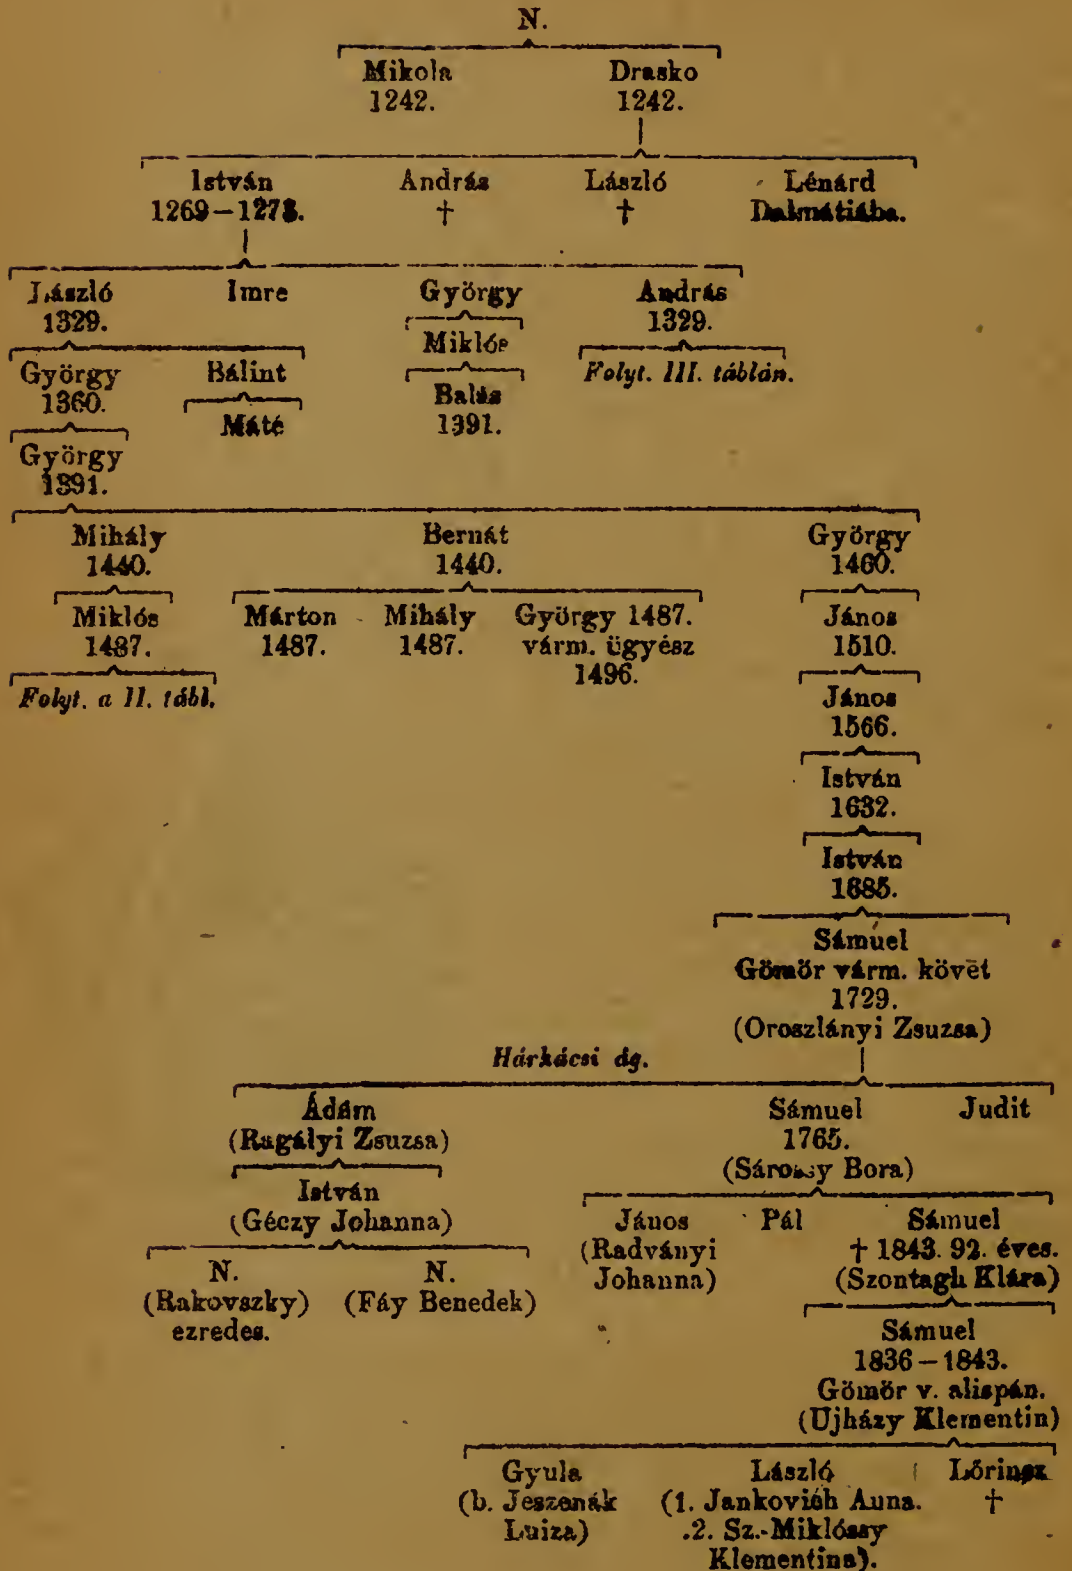 N.
Mikola Drasko
1242. 1242.
István András László Lénárd
1269–1273. † † Dalmátiába.
László Imre György András
1329. 1329.
Miklós
György Bálint Folyt. III. táblán.
1360. Balás
Máté 1391.
György
1391.
Mihály Bernát György
1440. 1440. 1460.
Miklós Márton Mihály György 1487. János
1487. 1487. 1487. várm. ügyész 1510.
1496.
Folyt. a II. tábl. János
1566.
István
1632.
István
1685.
Sámuel
Gömör várm. követ
1729.
(Oroszlányi Zsuzsa)
Hárkácsi ág.
Ádám Sámuel Judit
(Ragályi Zsuzsa) 1765.
(Sárossy Bora)
István
(Géczy Johanna) János Pál Sámuel
(Radványi † 1843. 92. éves.
N. N. Johanna) (Szontagh Klára)
(Rakovszky) (Fáy Benedek)
ezredes. Sámuel
1836–1843.
Gömör v. alispán.
(Ujházy Klementin)
Gyula László Lőrincz
(b. Jeszenák (1. Jankovich Anna. †
Luiza) 2. Sz.-Miklóssy
Klementina).